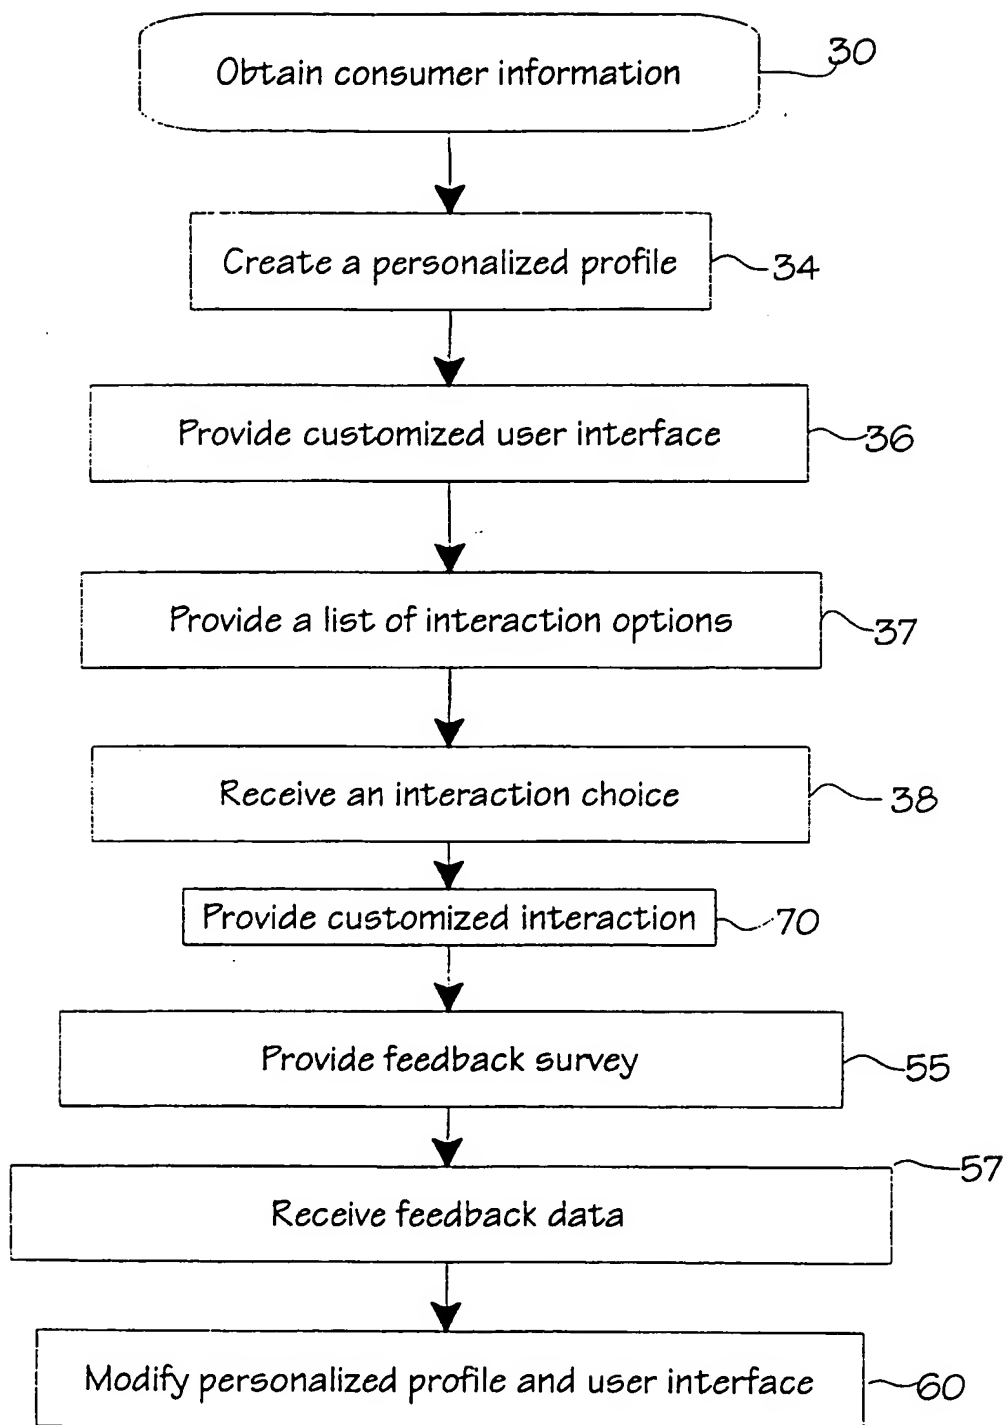 Obtain consumer information
30
Create a personalized profile
34
Provide customized user interface
36
Provide a list of interaction options
37
Receive an interaction choice
38
Provide customized interaction
70
Provide feedback survey
55
57
Receive feedback data
Modify personalized profile and user interface
60